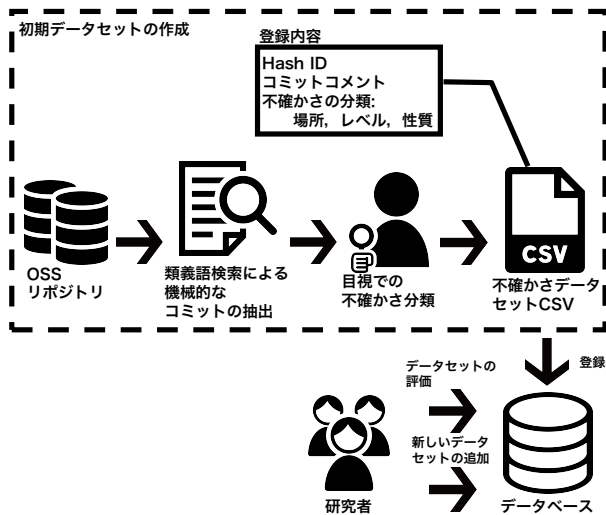 初期データセットの作成
登録内容
Hash ID
コミットコメント
不確かさの分類:
場所, レベル, 性質
OSS
リポジトリ
類義語検索による
機械的な
コミットの抽出
目視での
不確かさ分類
CSV
不確かさデータ
セットCSV
登録
データセットの
評価
新しいデータ
セットの追加
研究者
データベース